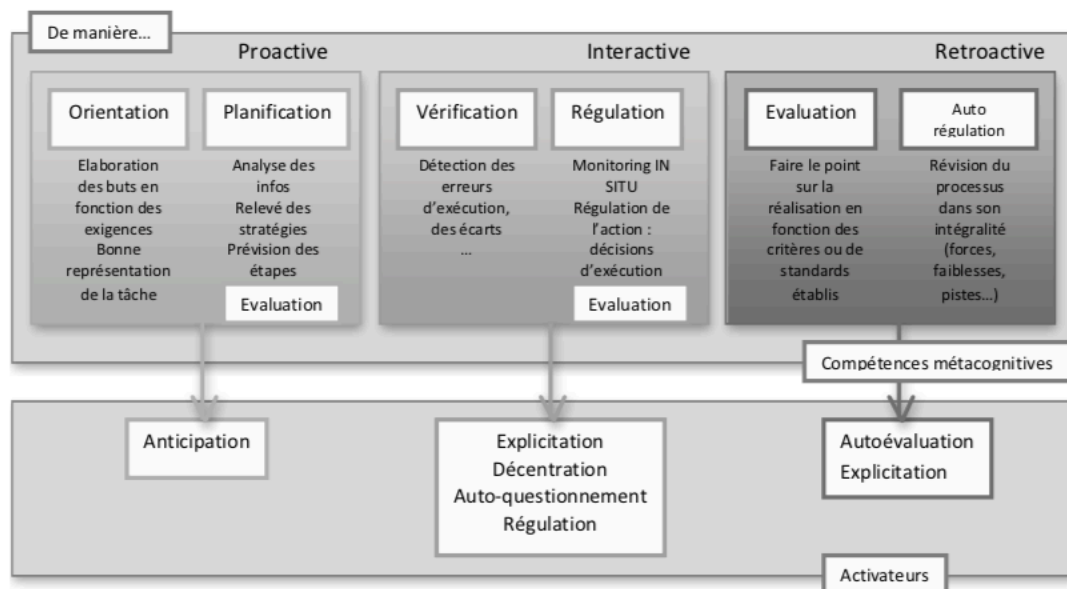 De manière…
Proactive
Interactive
Retroactive
Orientation
Elaboration
des buts en
fonction des
exigences
Bonne
représentation
de la tâche
Planification
Analyse des
infos
Relevé des
stratégies
Prévision des
étapes
Evaluation
Vérification
Détection des
erreurs
d'exécution,
des écarts
…
Régulation
Monitoring IN
SITU
Régulation de
l'action :
décisions
d'exécution
Evaluation
Evaluation
Faire le point
sur la
réalisation en
fonction des
critères ou de
standards
établis
Auto
régulation
Révision du
processus
dans son
intégralité
(forces,
faiblesses,
pistes…)
Compétences métacognitives
Anticipation
Explicitation
Décentration
Auto-questionnement
Régulation
Autoévaluation
Explicitation
Activateurs